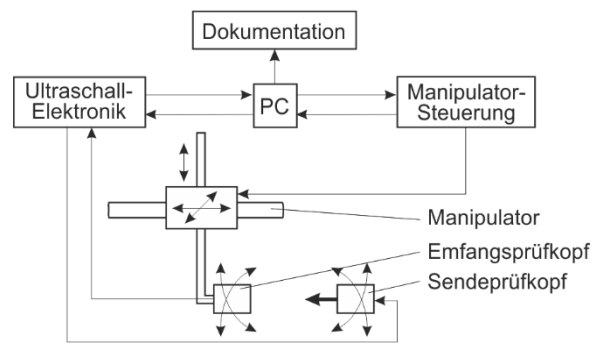 Dokumentation
Ultraschall-
Elektronik
PC
Manipulator-
Steuerung
Manipulator
Emfangsprüfkopf
Sendeprüfkopf